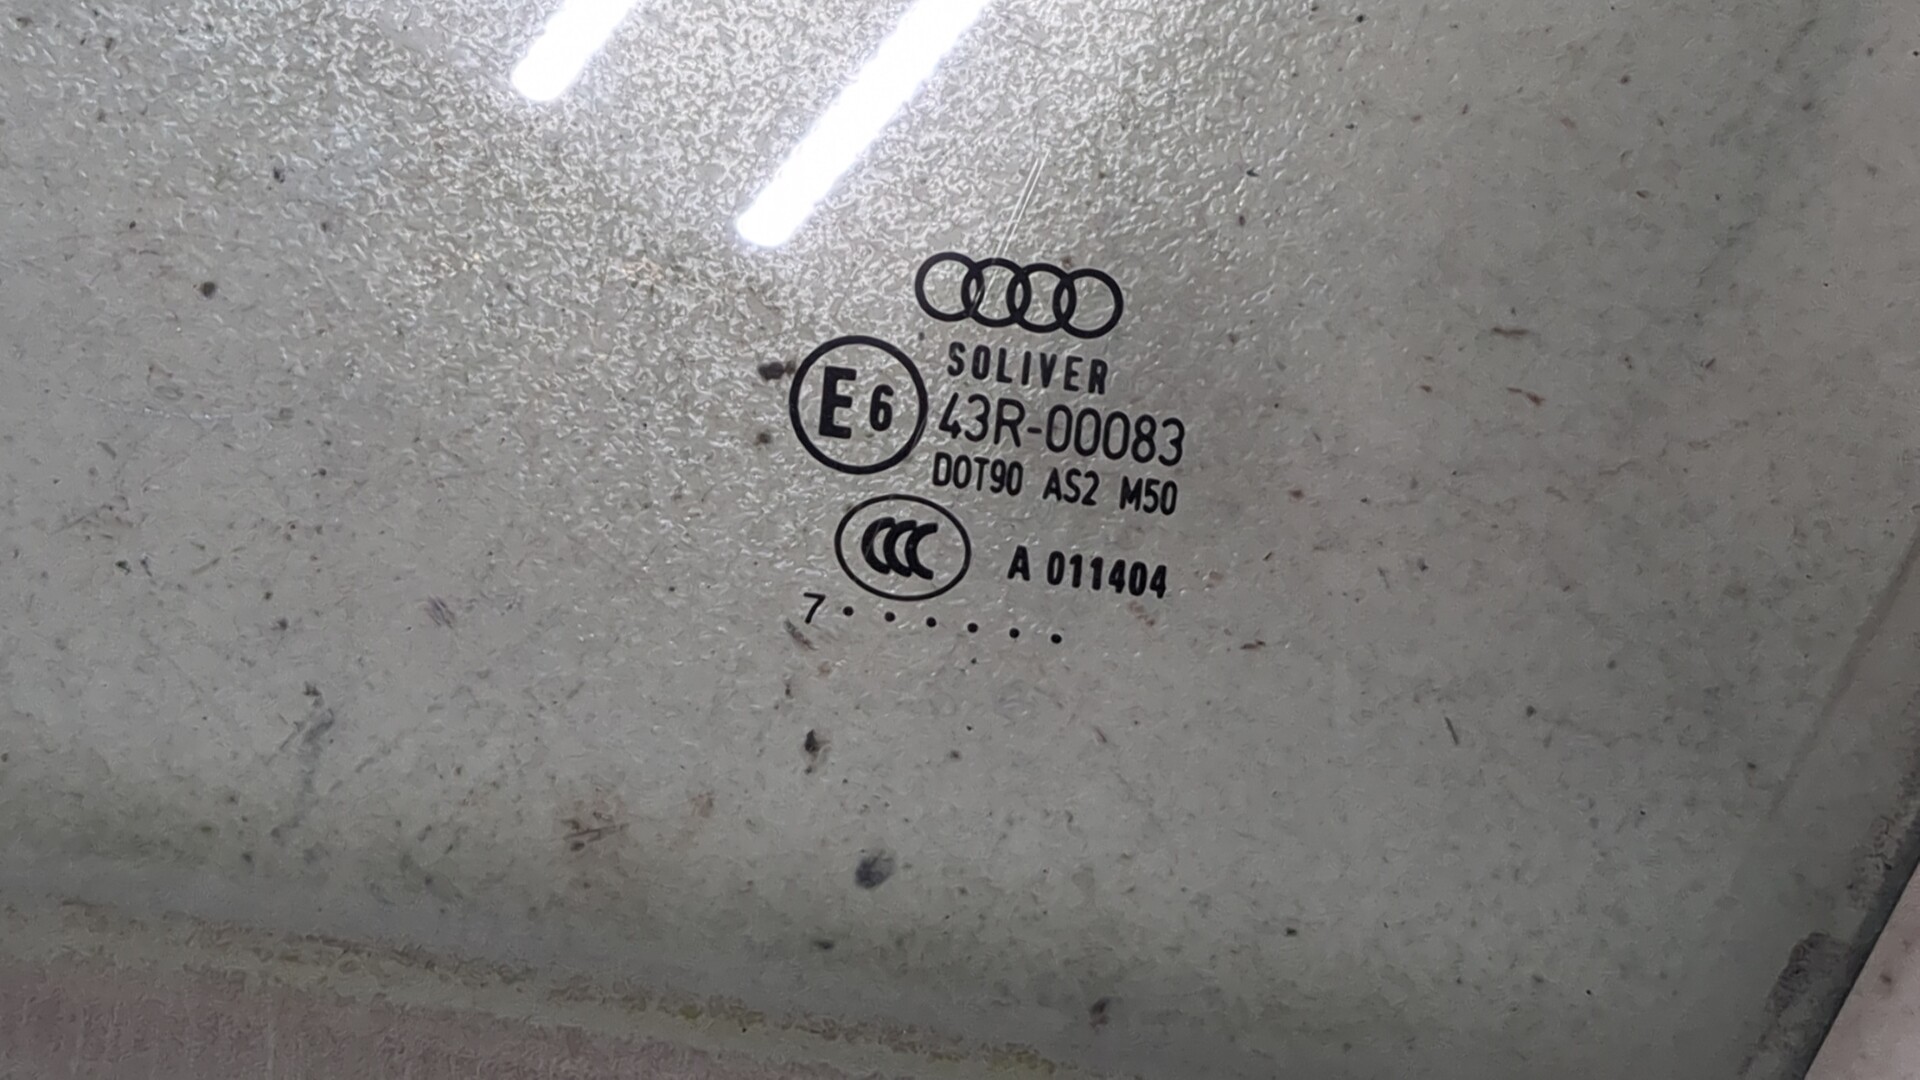 SOLIVER
E6 43R-00083
DOT90 AS2 M50
CCC A 011404
7 . . . . . .